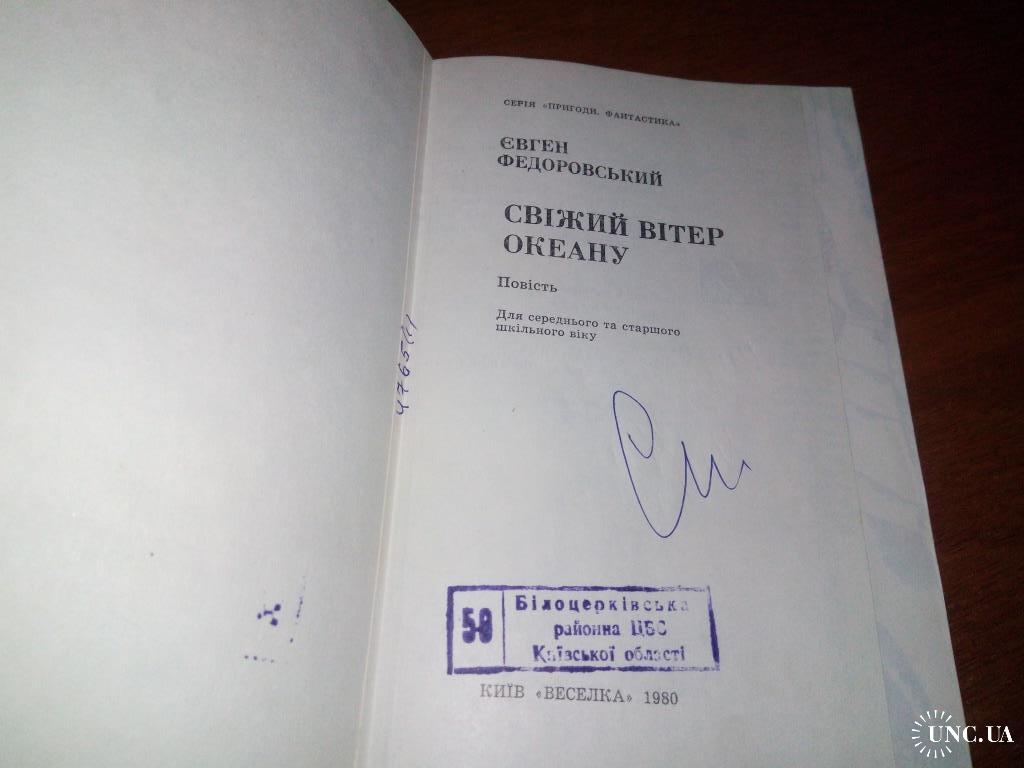 СЕРІЯ «ПРИГОДИ. ФАНТАСТИКА»
ЄВГЕН
ФЕДОРОВСЬКИЙ
СВІЖИЙ ВІТЕР
ОКЕАНУ
Повість
Для середнього та старшого
шкільного віку
58
Білоцерківська
районна ЦБС
Київської області
КИЇВ «ВЕСЕЛКА» 1980
UNC.UA